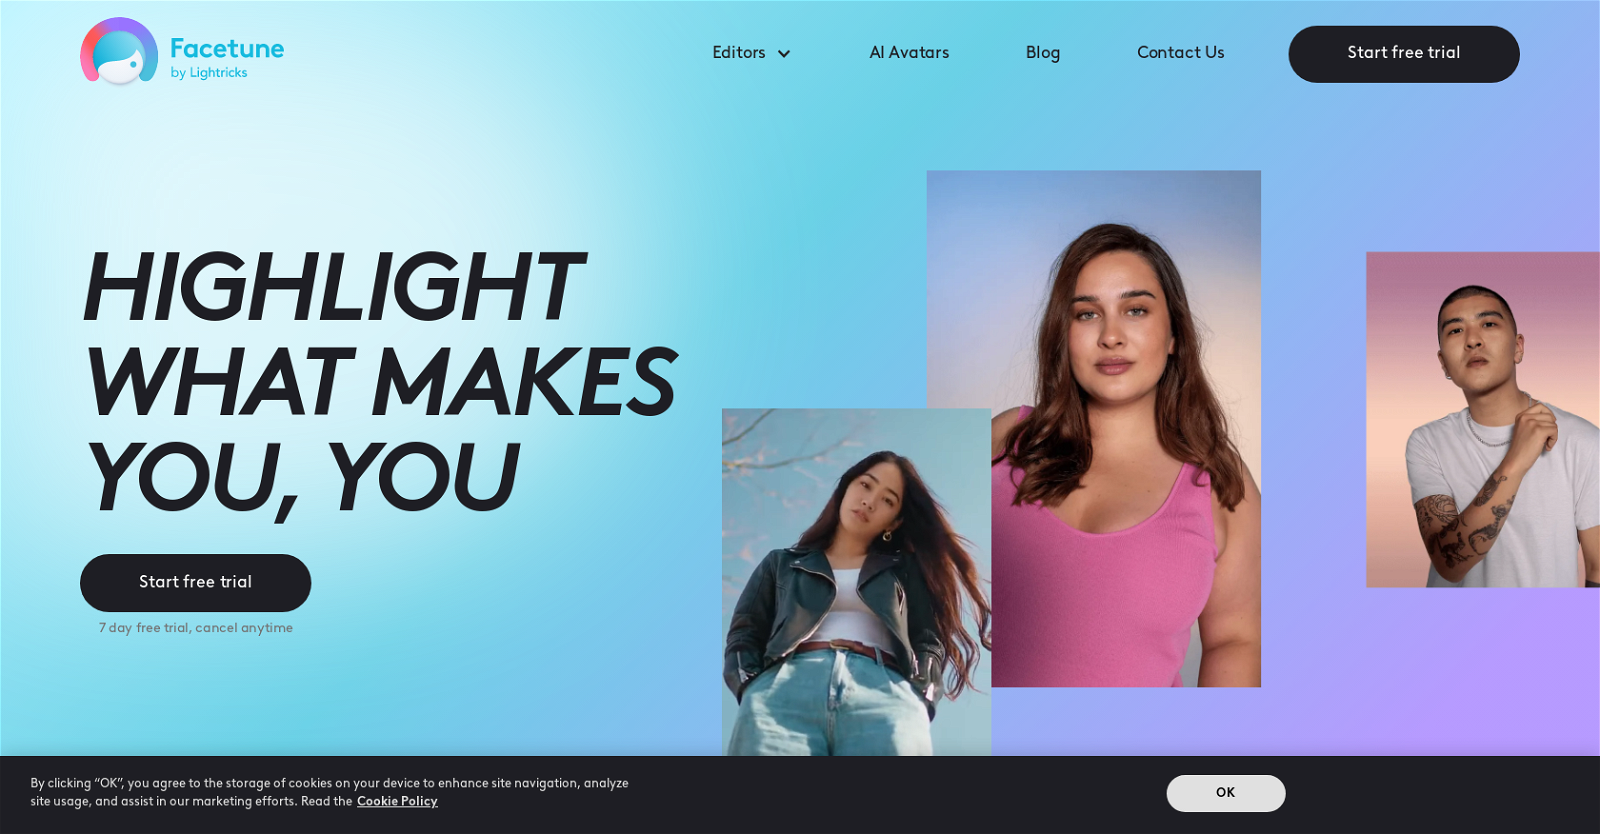 Facetune
by Lightricks
Editors
AI Avatars
Blog
Contact Us
Start free trial
HIGHLIGHT
WHAT MAKES
YOU, YOU
Start free trial
7 day free trial, cancel anytime
By clicking “OK”, you agree to the storage of cookies on your device to enhance site navigation, analyze
site usage, and assist in our marketing efforts. Read the Cookie Policy
OK